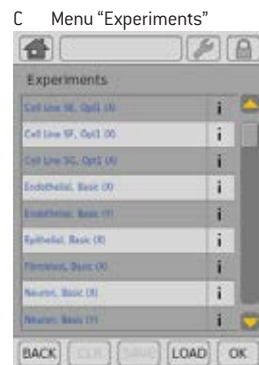 C Menu “Experiments”
Experiments
Cell Line SE, Opt1 (X)
i
Cell Line SF, Opt1 (X)
i
Cell Line SG, Opt1 (X)
i
Endothelial, Basic (X)
i
Endothelial, Basic (Y)
i
Epithelial, Basic (X)
i
Fibroblast, Basic (X)
i
Neuron, Basic (X)
i
Neuron, Basic (Y)
i
BACK CLR SAVE LOAD OK